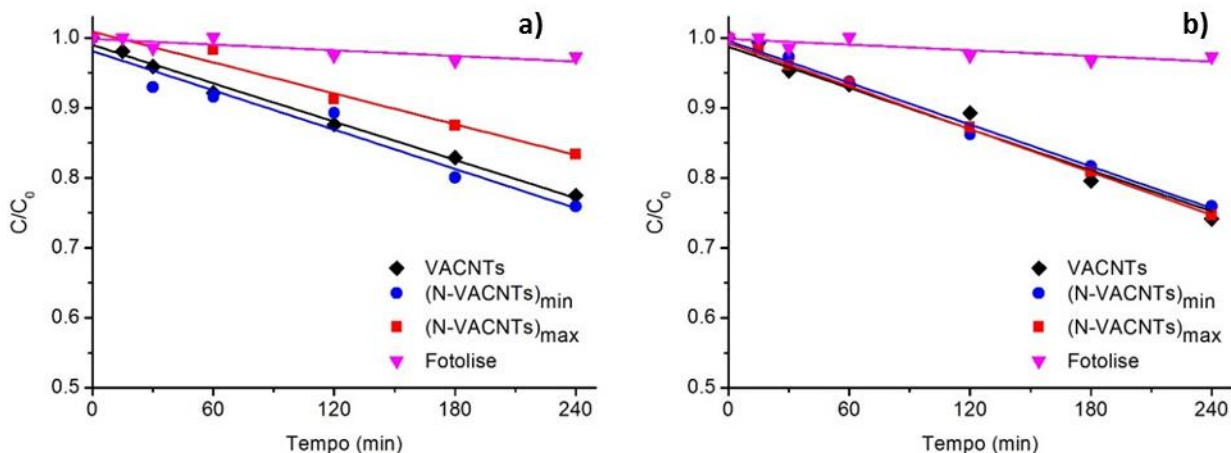 a)
C/C0
1.0
0.9
0.8
0.7
0.6
0.5
VACNTs
(N-VACNTs)min
(N-VACNTs)max
Fotolise
0 60 120 180 240
Tempo (min)
b)
C/C0
1.0
0.9
0.8
0.7
0.6
0.5
VACNTs
(N-VACNTs)min
(N-VACNTs)max
Fotolise
0 60 120 180 240
Tempo (min)